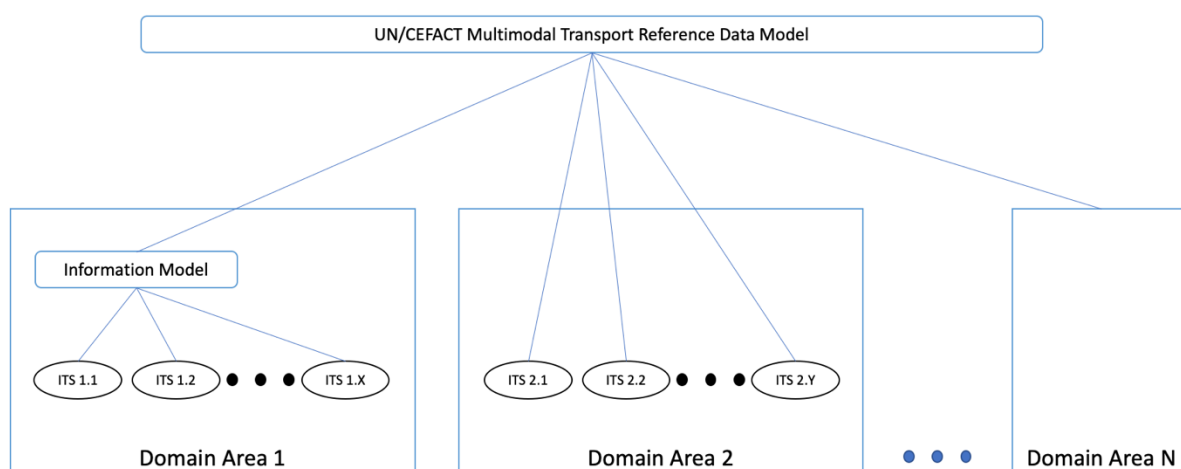 UN/CEFACT Multimodal Transport Reference Data Model
Information Model
ITS 1.1
ITS 1.2
ITS 1.X
ITS 2.1
ITS 2.2
ITS 2.Y
Domain Area 1
Domain Area 2
Domain Area N